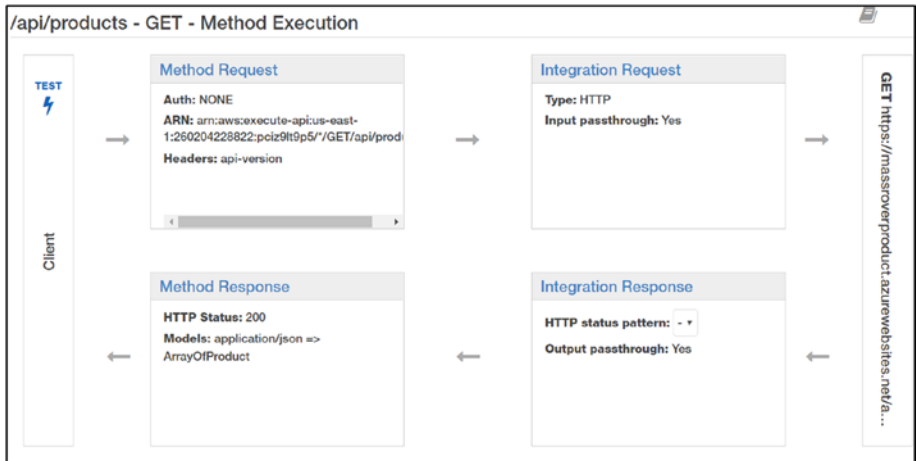 /api/products - GET - Method Execution
TEST
Client
Method Request
Auth: NONE
ARN: arn:aws:execute-api:us-east-
1:260204228822:pciz9lt9p5/*/GET/api/produ
Headers: api-version
Integration Request
Type: HTTP
Input passthrough: Yes
GET https://massroverproduct.azurewebsites.net/a...
Method Response
HTTP Status: 200
Models: application/json =>
ArrayOfProduct
Integration Response
HTTP status pattern: -
Output passthrough: Yes